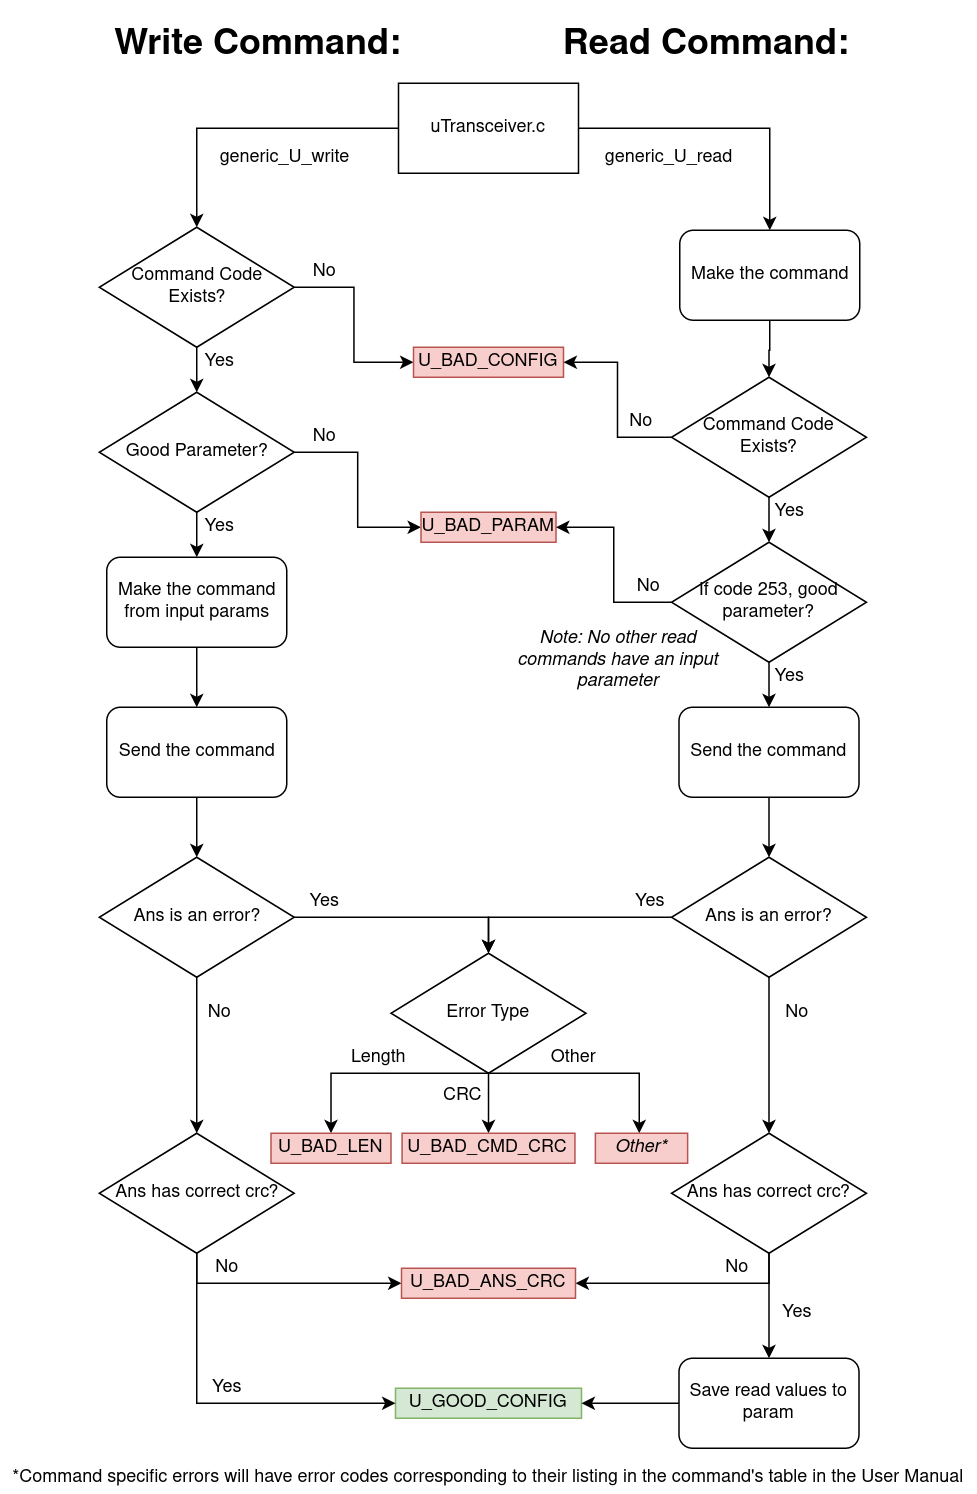 Write Command:
Read Command:
uTransceiver.c
generic_U_write
generic_U_read
Command Code
Exists?
No
Make the command
Yes
U_BAD_CONFIG
No
Command Code
Exists?
Good Parameter?
No
Yes
Yes
U_BAD_PARAM
Make the command
from input params
No
If code 253, good
parameter?
Note: No other read
commands have an input
parameter
Yes
Send the command
Send the command
Ans is an error?
Yes
Yes
Ans is an error?
No
Error Type
No
Length
CRC
Other
U_BAD_LEN
U_BAD_CMD_CRC
Other*
Ans has correct crc?
Ans has correct crc?
No
U_BAD_ANS_CRC
No
Yes
Yes
U_GOOD_CONFIG
Save read values to
param
*Command specific errors will have error codes corresponding to their listing in the command's table in the User Manual